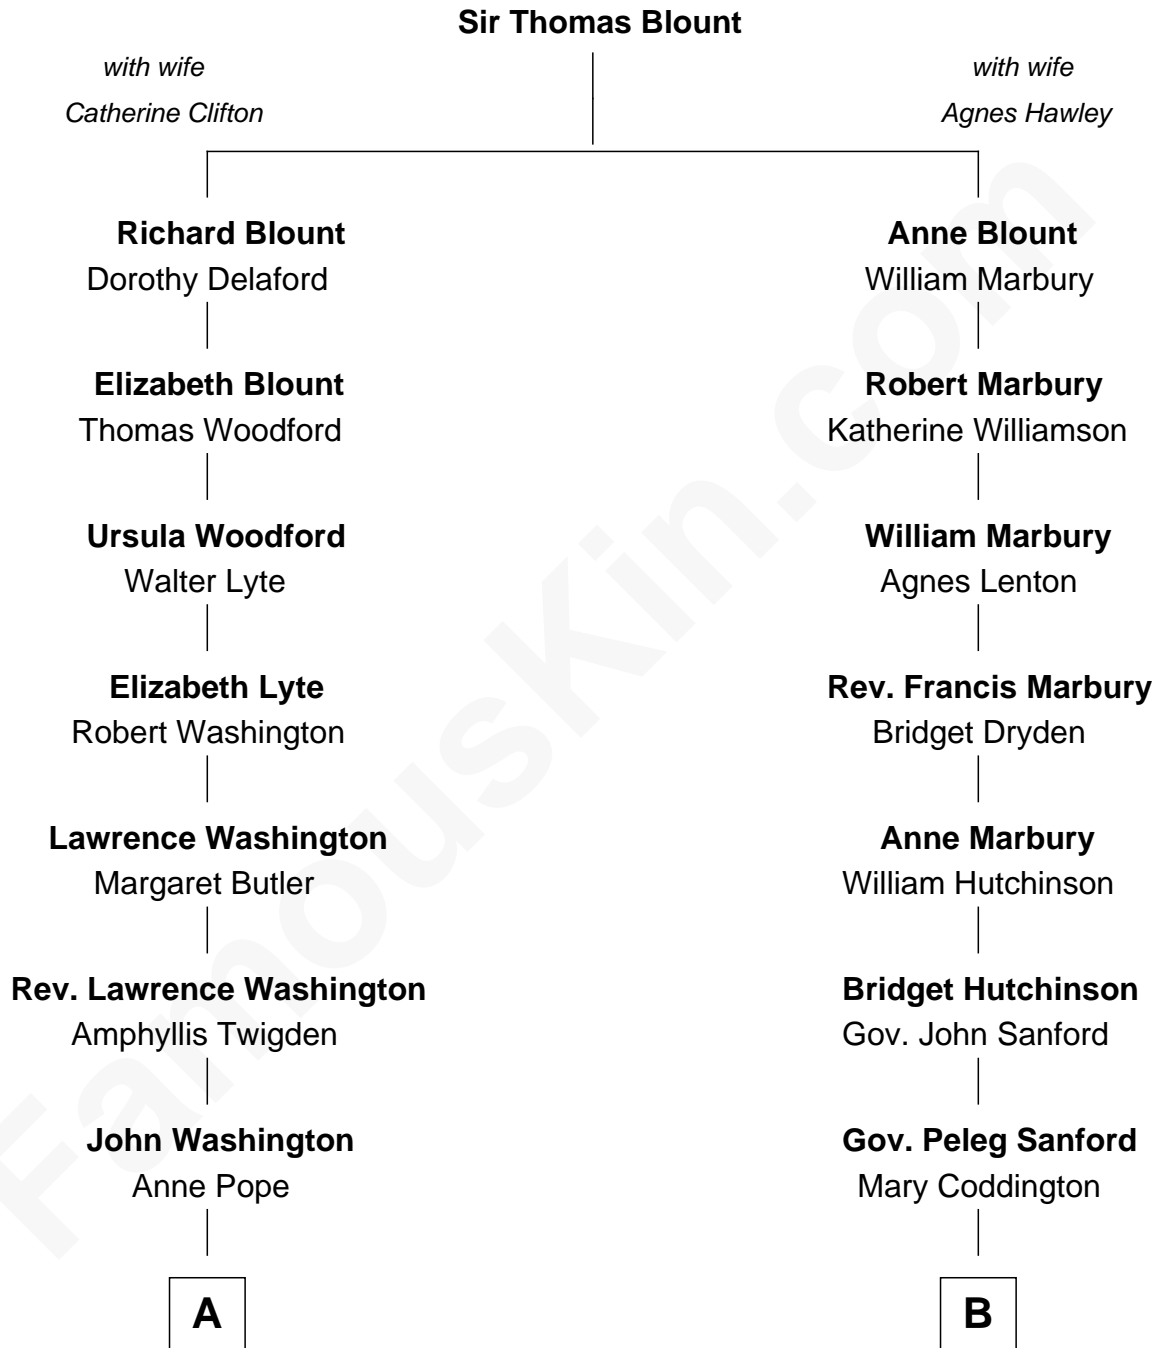 Sir Thomas Blount
with wife
Catherine Clifton
with wife
Agnes Hawley
Richard Blount
Dorothy Delaford
Anne Blount
William Marbury
Elizabeth Blount
Thomas Woodford
Robert Marbury
Katherine Williamson
Ursula Woodford
Walter Lyte
William Marbury
Agnes Lenton
Elizabeth Lyte
Robert Washington
Rev. Francis Marbury
Bridget Dryden
Lawrence Washington
Margaret Butler
Anne Marbury
William Hutchinson
Rev. Lawrence Washington
Amphyllis Twigden
Bridget Hutchinson
Gov. John Sanford
John Washington
Anne Pope
Gov. Peleg Sanford
Mary Coddington
A
B
FamousKin.com